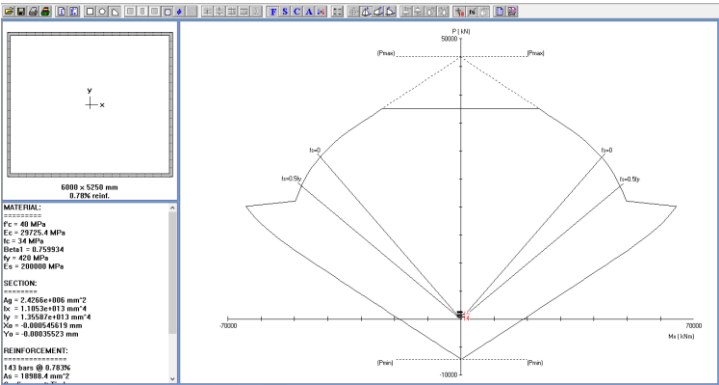 F S C A
y
x
6000 x 5250 mm
0.78% reinf.
MATERIAL:
=========
f'c = 40 MPa
Ec = 29725.4 MPa
fc = 34 MPa
Beta1 = 0.759934
fy = 420 MPa
Es = 200000 MPa
SECTION:
========
Ag = 2.4266e+006 mm^2
Ix = 1.1053e+013 mm^4
Iy = 1.35587e+013 mm^4
Xo = -0.000545619 mm
Yo = -0.00035523 mm
REINFORCEMENT:
==============
143 bars @ 0.783%
As = 18988.4 mm^2
P ( kN)
50000
(Pmax)
(Pmax)
fs=0
fs=0
fs=0.5fy
fs=0.5fy
-70000
70000
Mx ( kNm)
(Pmin)
(Pmin)
-10000